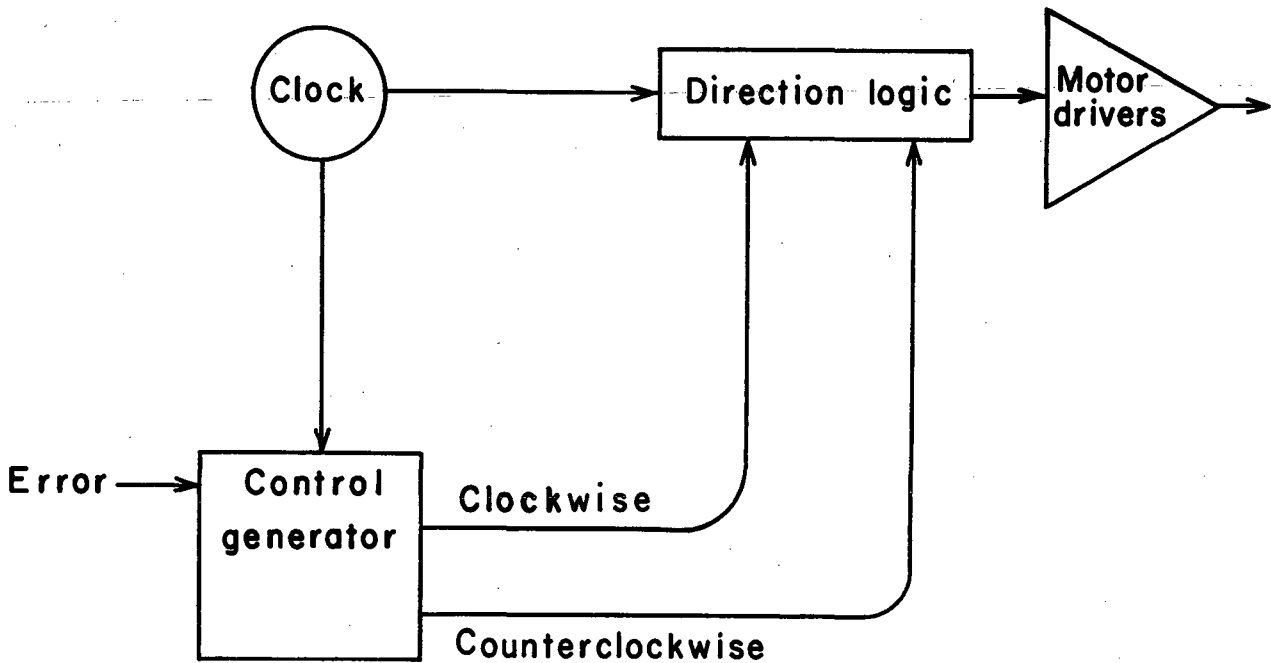 Clock
Direction logic
Motor
drivers
Error
Control
generator
Clockwise
Counterclockwise